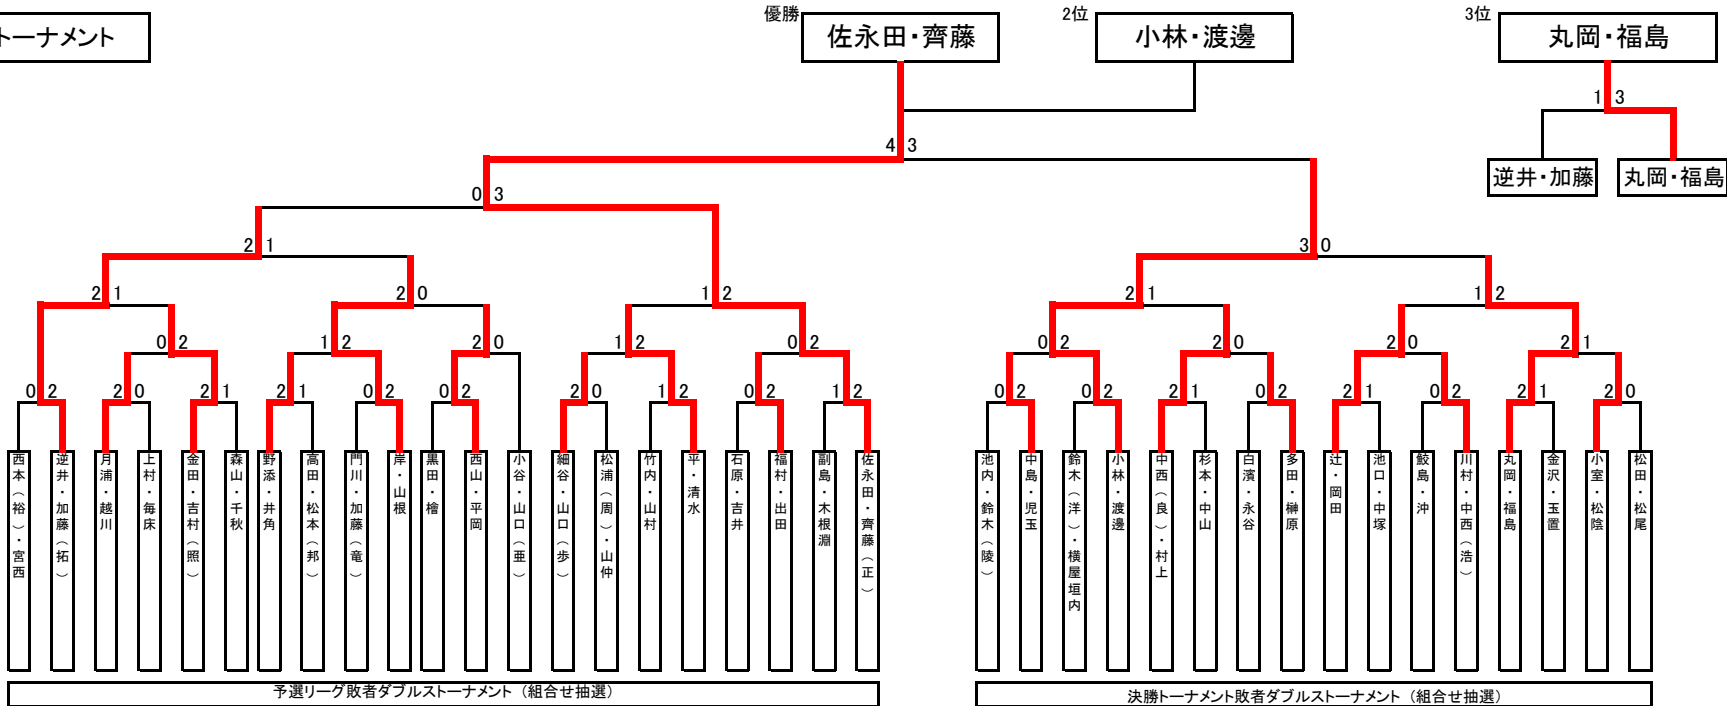 トーナメント
優勝
佐永田・齊藤
2位
小林・渡邊
3位
丸岡・福島
1 3
逆井・加藤
丸岡・福島
4 3
0 3
2 1
3 0
2 1
2 0
1 2
2 1
1 2
0 2
1 2
2 0
1 2
0 2
0 2
2 0
2 0
2 1
0 2
2 0
2 1
2 1
0 2
0 2
2 0
1 2
0 2
1 2
0 2
0 2
2 1
0 2
2 1
0 2
2 1
2 0
西本(裕)・宮西
逆井・加藤(拓)
月浦・越川
上村・毎床
金田・吉村(照)
森山・千秋
野添・井角
高田・松本(邦)
門川・加藤(竜)
岸・山根
黒田・檜
西山・平岡
小谷・山口(亜)
細谷・山口(歩)
松浦(周)・山仲
竹内・山村
平・清水
石原・吉井
福村・出田
副島・木根淵
佐永田・齊藤(正)
池内・鈴木(陵)
中島・児玉
鈴木(洋)・横屋垣内
小林・渡邊
中西(良)・村上
杉本・中山
白濱・永谷
多田・榊原
辻・岡田
池口・中塚
鮫島・沖
川村・中西(浩)
丸岡・福島
金沢・玉置
小室・松陰
松田・松尾
予選リーグ敗者ダブルストーナメント(組合せ抽選)
決勝トーナメント敗者ダブルストーナメント(組合せ抽選)